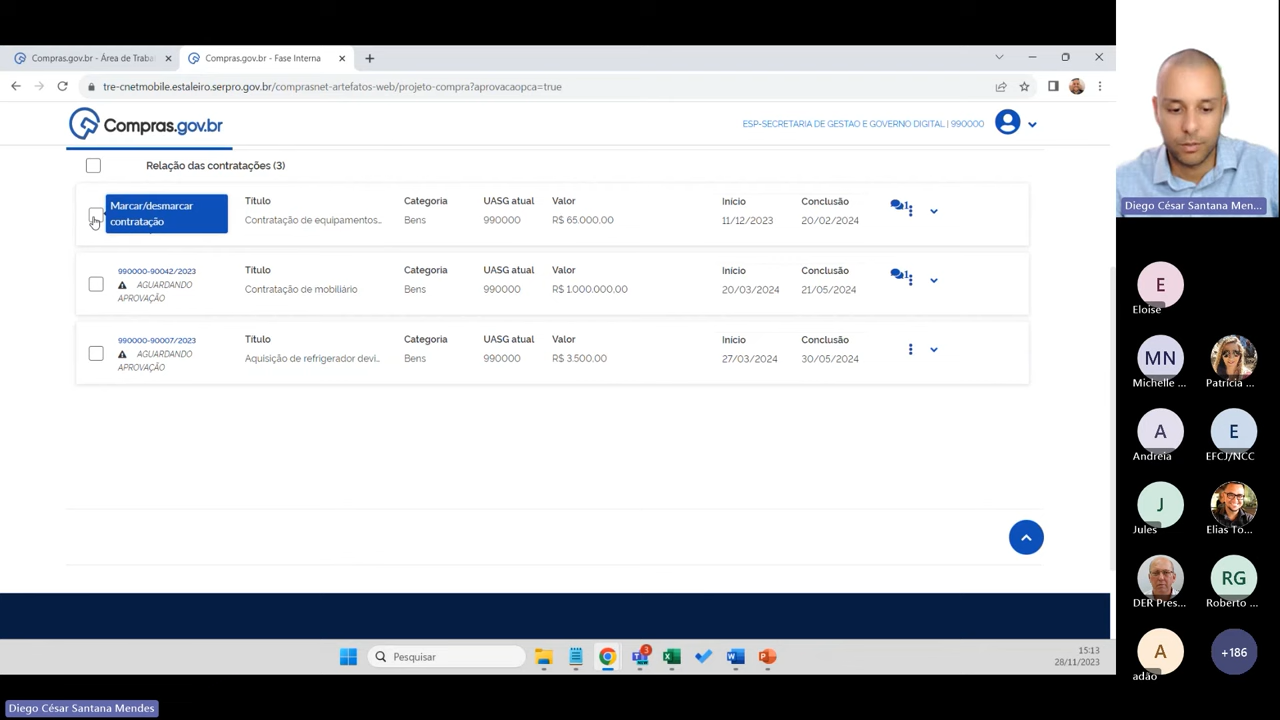 Compras.gov.br - Área de Traba
Compras.gov.br - Fase Interna
tre-cnetmobile.estaleiro.serpro.gov.br/comprasnet-artefatos-web/projeto-compra?aprovacaopca=true
Compras.gov.br
ESP-SECRETARIA DE GESTAO E GOVERNO DIGITAL | 990000
Relação das contratações (3)
Marcar/desmarcar
contratação
Título
Categoria
UASG atual
Valor
Início
Conclusão
Contratação de equipamentos...
Bens
990000
R$ 65.000.00
11/12/2023
20/02/2024
1
990000-90042/2023
AGUARDANDO
APROVAÇÃO
Título
Categoria
UASG atual
Valor
Início
Conclusão
Contratação de mobiliário
Bens
990000
R$ 1.000.000.00
20/03/2024
21/05/2024
1
990000-90007/2023
AGUARDANDO
APROVAÇÃO
Título
Categoria
UASG atual
Valor
Início
Conclusão
Aquisição de refrigerador devi...
Bens
990000
R$ 3.500.00
27/03/2024
30/05/2024
Pesquisar
3
15:13
28/11/2023
Diego César Santana Mendes
Diego César Santana Men...
E
Eloise
MN
Michelle ...
Patrícia ...
A
Andreia
E
EFCJ/NCC
J
Jules
Elias To...
DER Pres...
RG
Roberto ...
A
adão
+186